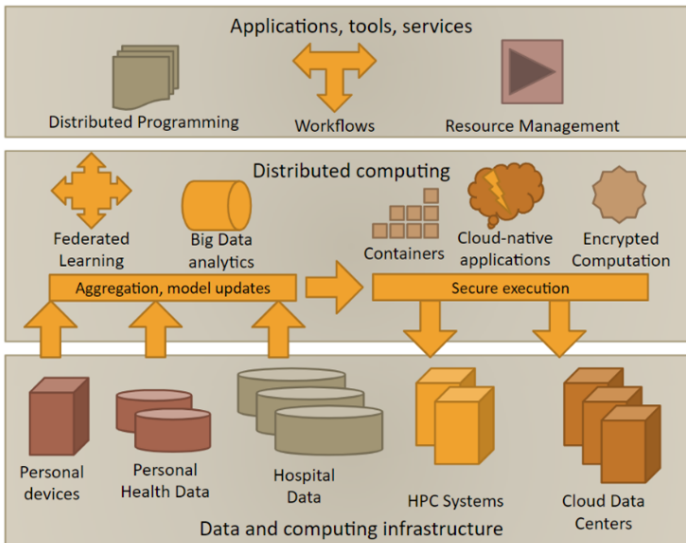 Applications, tools, services
Distributed Programming
Workflows
Resource Management
Distributed computing
Federated
Learning
Big Data
analytics
Containers
Cloud-native
applications
Encrypted
Computation
Aggregation, model updates
Secure execution
Personal
devices
Personal
Health Data
Hospital
Data
HPC Systems
Cloud Data
Centers
Data and computing infrastructure